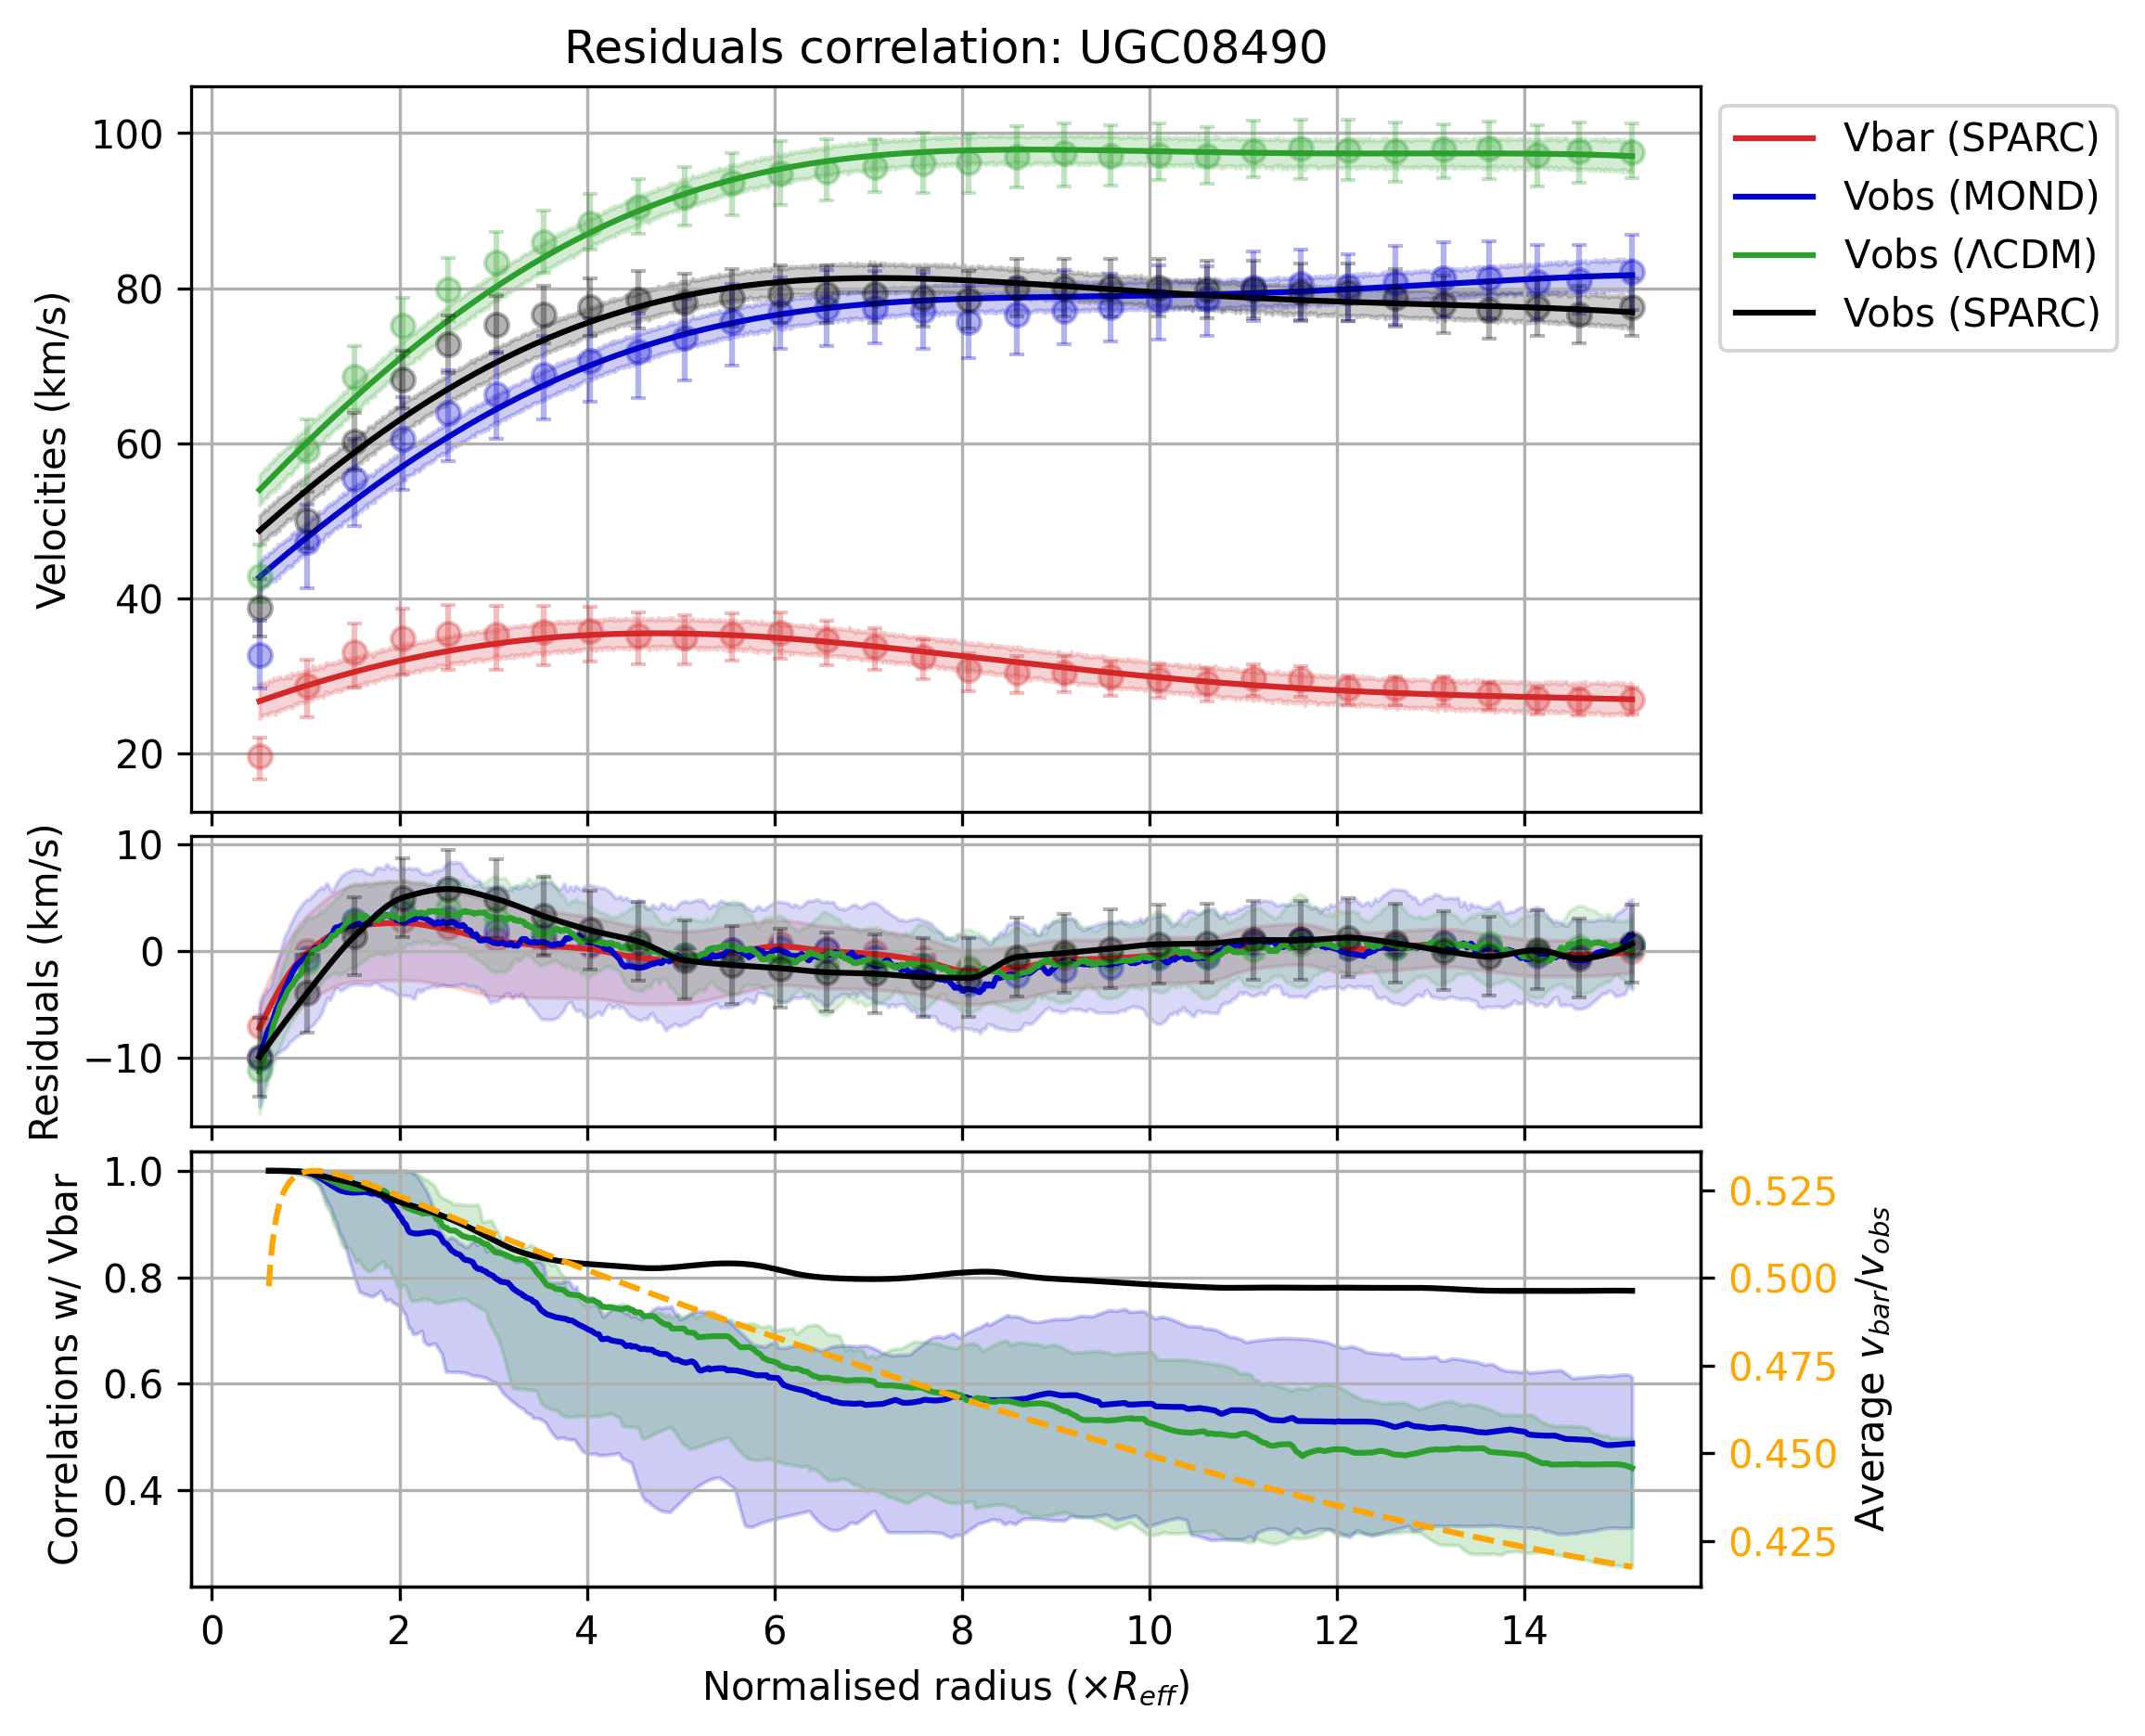 Residuals correlation: UGC08490
Velocities (km/s)
100
80
60
40
20
Vbar (SPARC)
Vobs (MOND)
Vobs (ΛCDM)
Vobs (SPARC)
Residuals (km/s)
10
0
−10
Correlations w/ Vbar
1.0
0.8
0.6
0.4
0.525
0.500
0.475
0.450
0.425
Average v_bar/v_obs
0 2 4 6 8 10 12 14
Normalised radius (×R_eff)